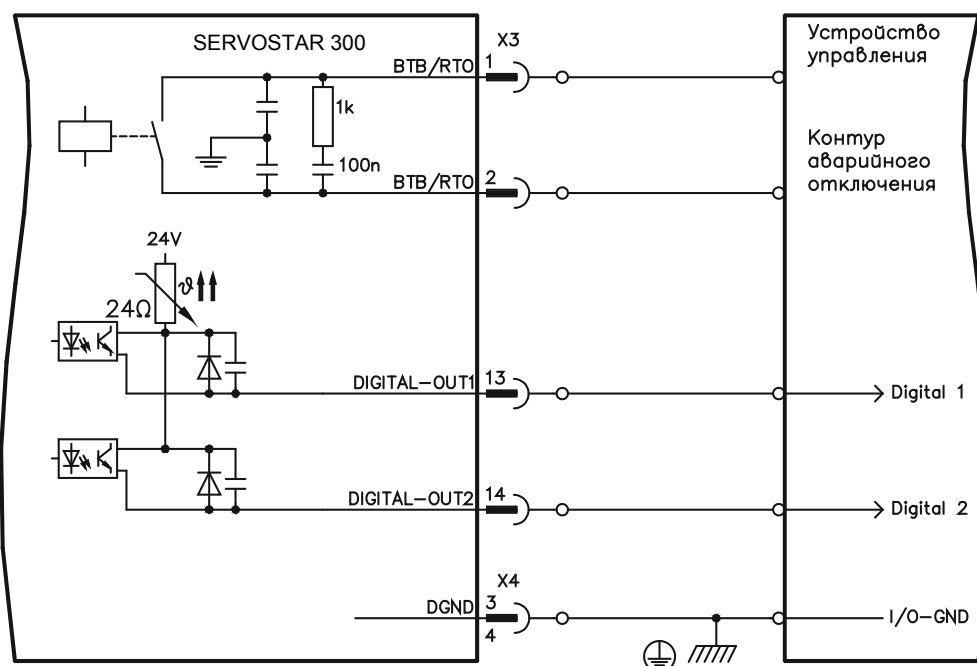 SERVOSTAR 300
X3
Устройство
управления
BTB/RTO
1
1k
100n
Контур
аварийного
отключения
BTB/RTO
2
24V
ϑ
24Ω
DIGITAL-OUT1
13
Digital 1
DIGITAL-OUT2
14
Digital 2
X4
DGND
3
4
I/O-GND